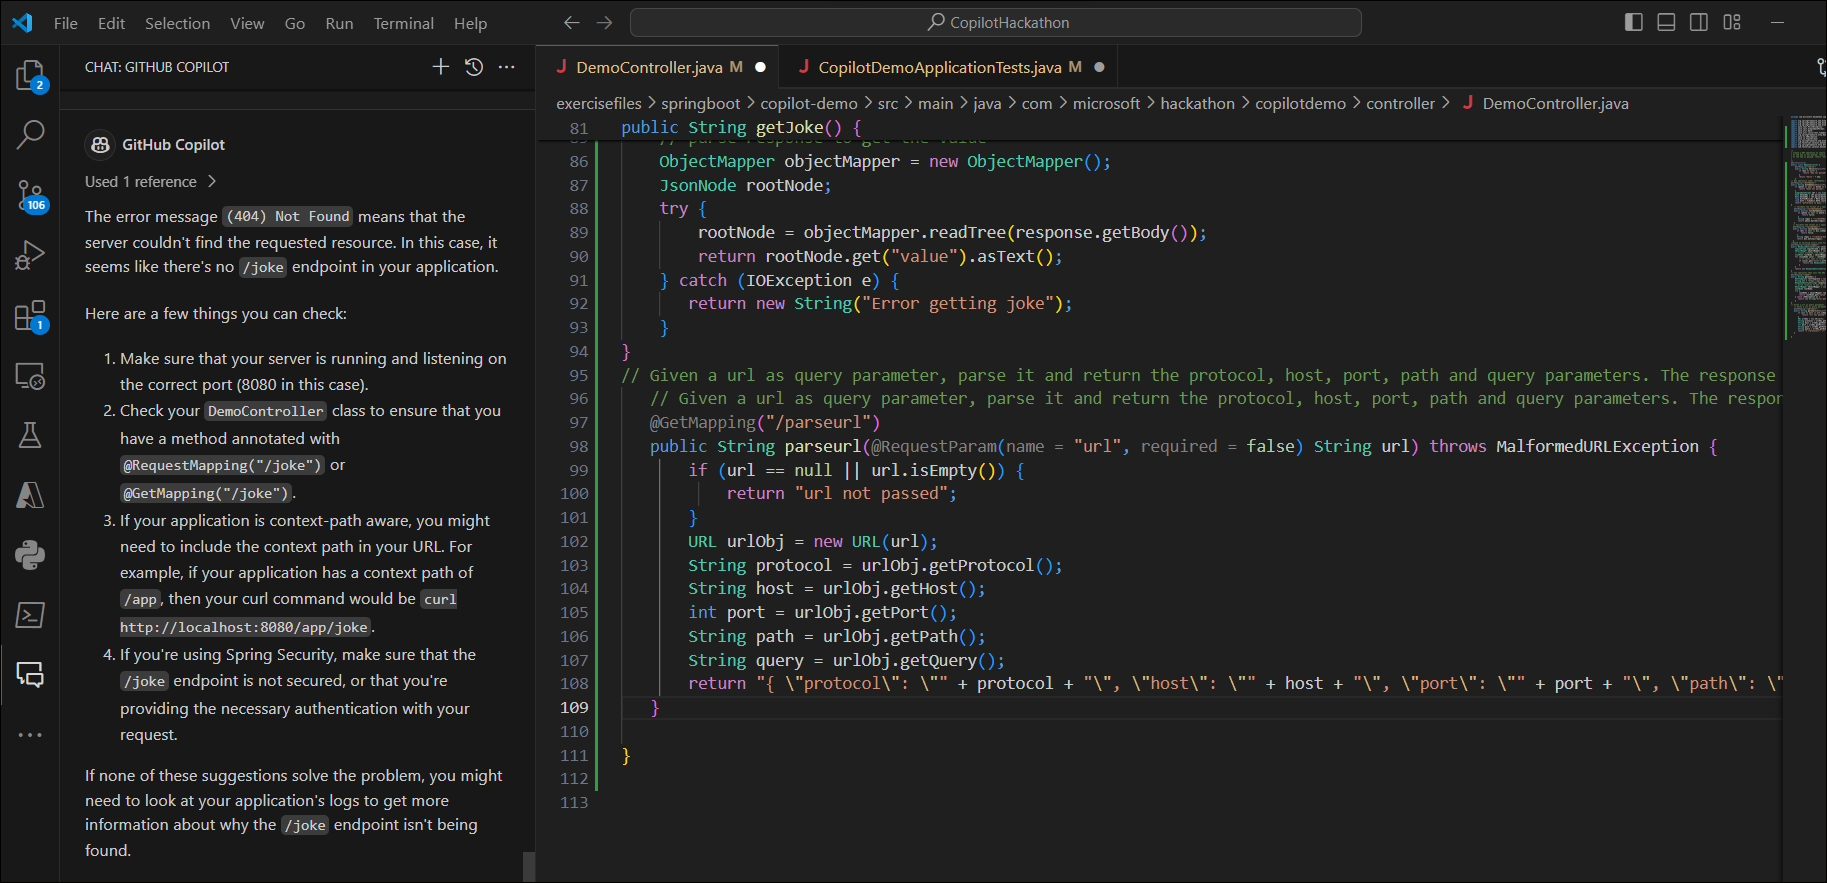 File Edit Selection View Go Run Terminal Help
CopilotHackathon
2
106
1
CHAT: GITHUB COPILOT
GitHub Copilot
Used 1 reference
The error message (404) Not Found means that the
server couldn't find the requested resource. In this case, it
seems like there's no /joke endpoint in your application.
Here are a few things you can check:
1. Make sure that your server is running and listening on
the correct port (8080 in this case).
2. Check your DemoController class to ensure that you
have a method annotated with
@RequestMapping("/joke") or
@GetMapping("/joke").
3. If your application is context-path aware, you might
need to include the context path in your URL. For
example, if your application has a context path of
/app, then your curl command would be curl
http://localhost:8080/app/joke.
4. If you're using Spring Security, make sure that the
/joke endpoint is not secured, or that you're
providing the necessary authentication with your
request.
If none of these suggestions solve the problem, you might
need to look at your application's logs to get more
information about why the /joke endpoint isn't being
found.
J DemoController.java M
J CopilotDemoApplicationTests.java M
exercisefiles > springboot > copilot-demo > src > main > java > com > microsoft > hackathon > copilotdemo > controller > J DemoController.java
81 public String getJoke() {
// parse response to get the value
86 ObjectMapper objectMapper = new ObjectMapper();
87 JsonNode rootNode;
88 try {
89 rootNode = objectMapper.readTree(response.getBody());
90 return rootNode.get("value").asText();
91 } catch (IOException e) {
92 return new String("Error getting joke");
93 }
94 }
95 // Given a url as query parameter, parse it and return the protocol, host, port, path and query parameters. The response
96 // Given a url as query parameter, parse it and return the protocol, host, port, path and query parameters. The respon
97 @GetMapping("/parseurl")
98 public String parseurl(@RequestParam(name = "url", required = false) String url) throws MalformedURLException {
99 if (url == null || url.isEmpty()) {
100 return "url not passed";
101 }
102 URL urlObj = new URL(url);
103 String protocol = urlObj.getProtocol();
104 String host = urlObj.getHost();
105 int port = urlObj.getPort();
106 String path = urlObj.getPath();
107 String query = urlObj.getQuery();
108 return "{ \"protocol\": \"" + protocol + "\", \"host\": \"" + host + "\", \"port\": \"" + port + "\", \"path\": \"
109 }
110
111 }
112
113